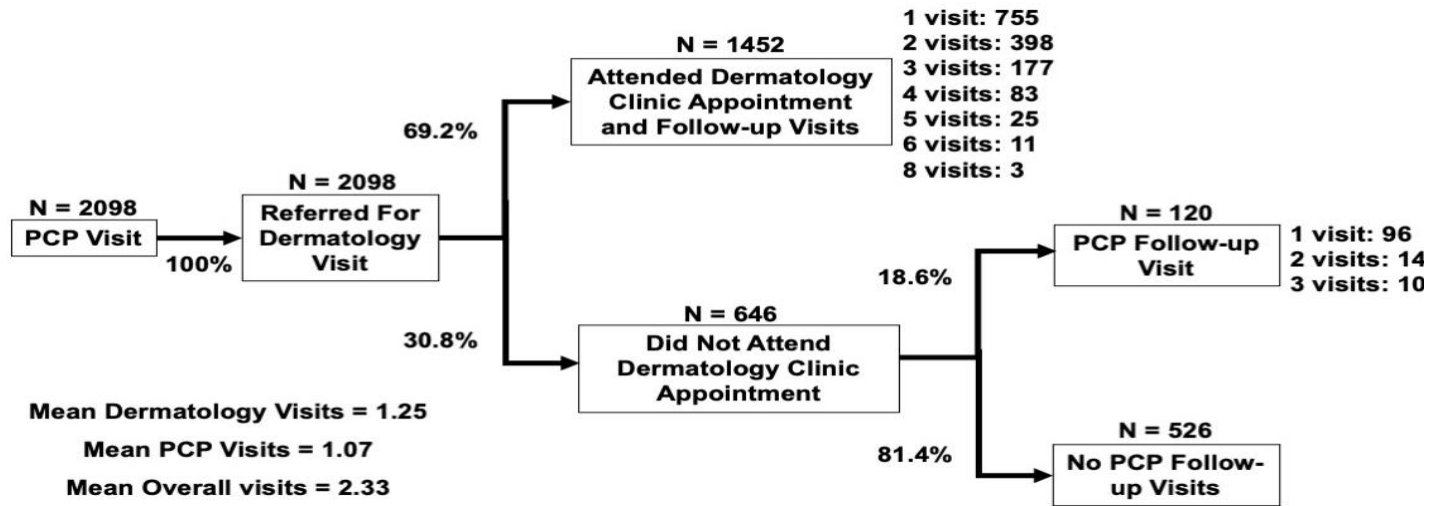 N = 2098
PCP Visit
100%
N = 2098
Referred For
Dermatology
Visit
69.2%
30.8%
N = 1452
Attended Dermatology
Clinic Appointment
and Follow-up Visits
1 visit: 755
2 visits: 398
3 visits: 177
4 visits: 83
5 visits: 25
6 visits: 11
8 visits: 3
N = 646
Did Not Attend
Dermatology Clinic
Appointment
18.6%
81.4%
N = 120
PCP Follow-up
Visit
1 visit: 96
2 visits: 14
3 visits: 10
N = 526
No PCP Follow-
up Visits
Mean Dermatology Visits = 1.25
Mean PCP Visits = 1.07
Mean Overall visits = 2.33